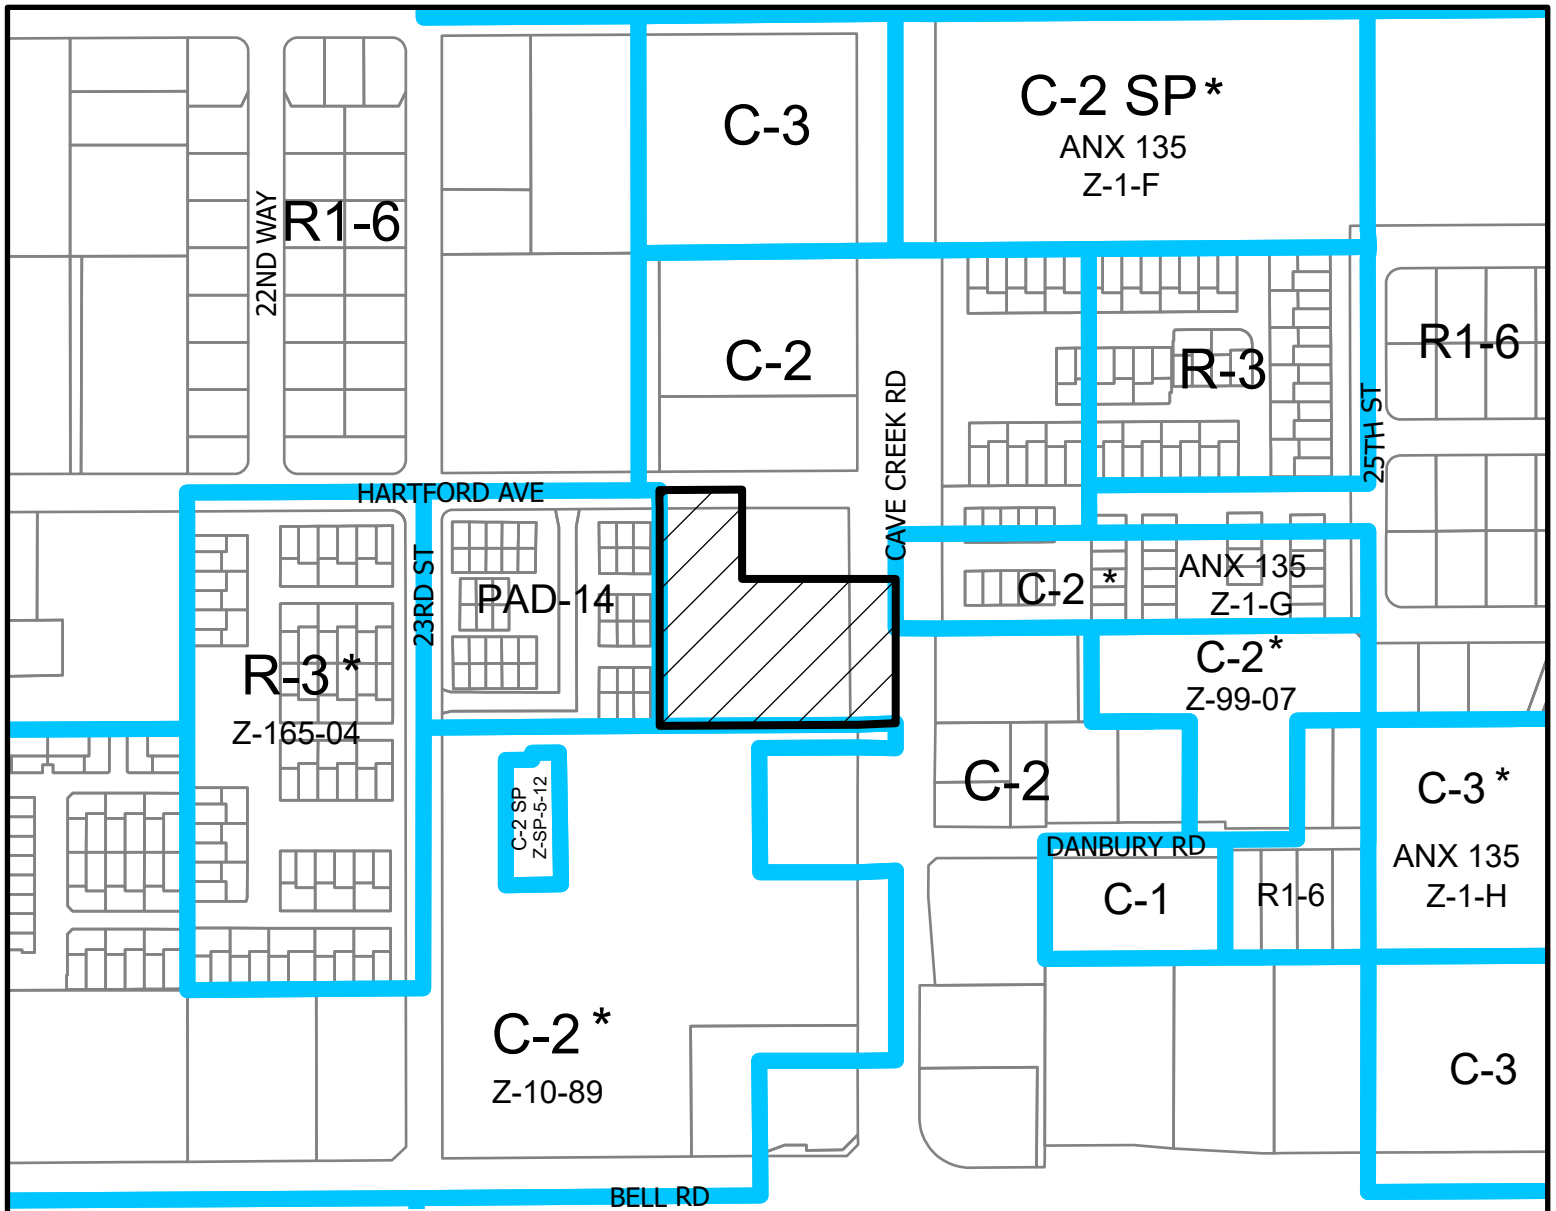 C-3
C-2 SP*
ANX 135
Z-1-F
22ND WAY
R1-6
C-2
CAVE CREEK RD
R-3
25TH ST
R1-6
HARTFORD AVE
23RD ST
PAD-14
C-2 *
ANX 135
Z-1-G
R-3 *
Z-165-04
C-2*
Z-99-07
C-2 SP
Z-SP-5-12
C-2
C-3 *
ANX 135
Z-1-H
DANBURY RD
C-1
R1-6
C-2 *
Z-10-89
C-3
BELL RD